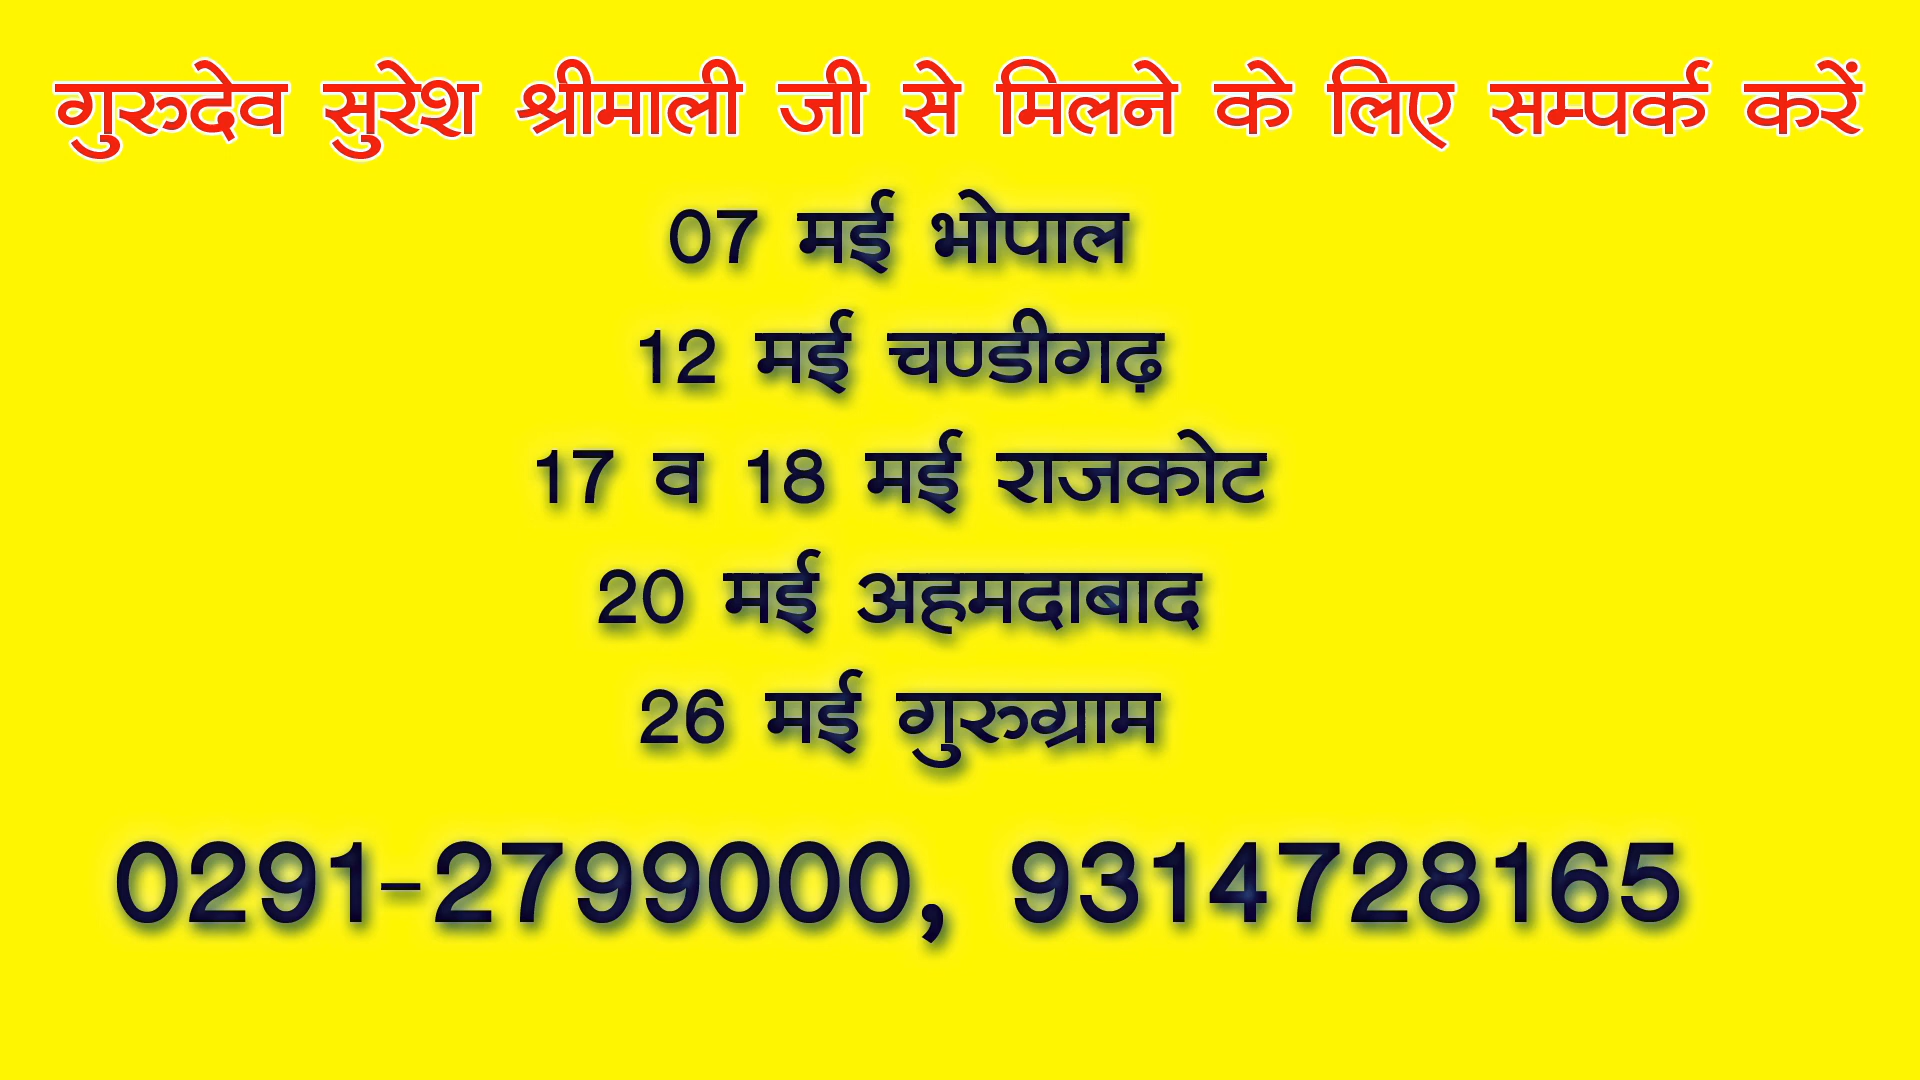 गुरुदेव सुरेश श्रीमाली जी से मिलने के लिए सम्पर्क करें
07 मई भोपाल
12 मई चण्डीगढ़
17 व 18 मई राजकोट
20 मई अहमदाबाद
26 मई गुरुग्राम
0291-2799000, 9314728165